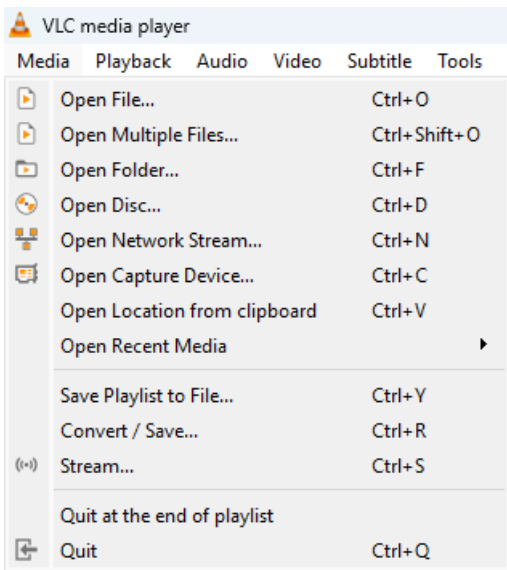 VLC media player
Media Playback Audio Video Subtitle Tools
Open File... Ctrl+O
Open Multiple Files... Ctrl+Shift+O
Open Folder... Ctrl+F
Open Disc... Ctrl+D
Open Network Stream... Ctrl+N
Open Capture Device... Ctrl+C
Open Location from clipboard Ctrl+V
Open Recent Media
Save Playlist to File... Ctrl+Y
Convert / Save... Ctrl+R
Stream... Ctrl+S
Quit at the end of playlist
Quit Ctrl+Q